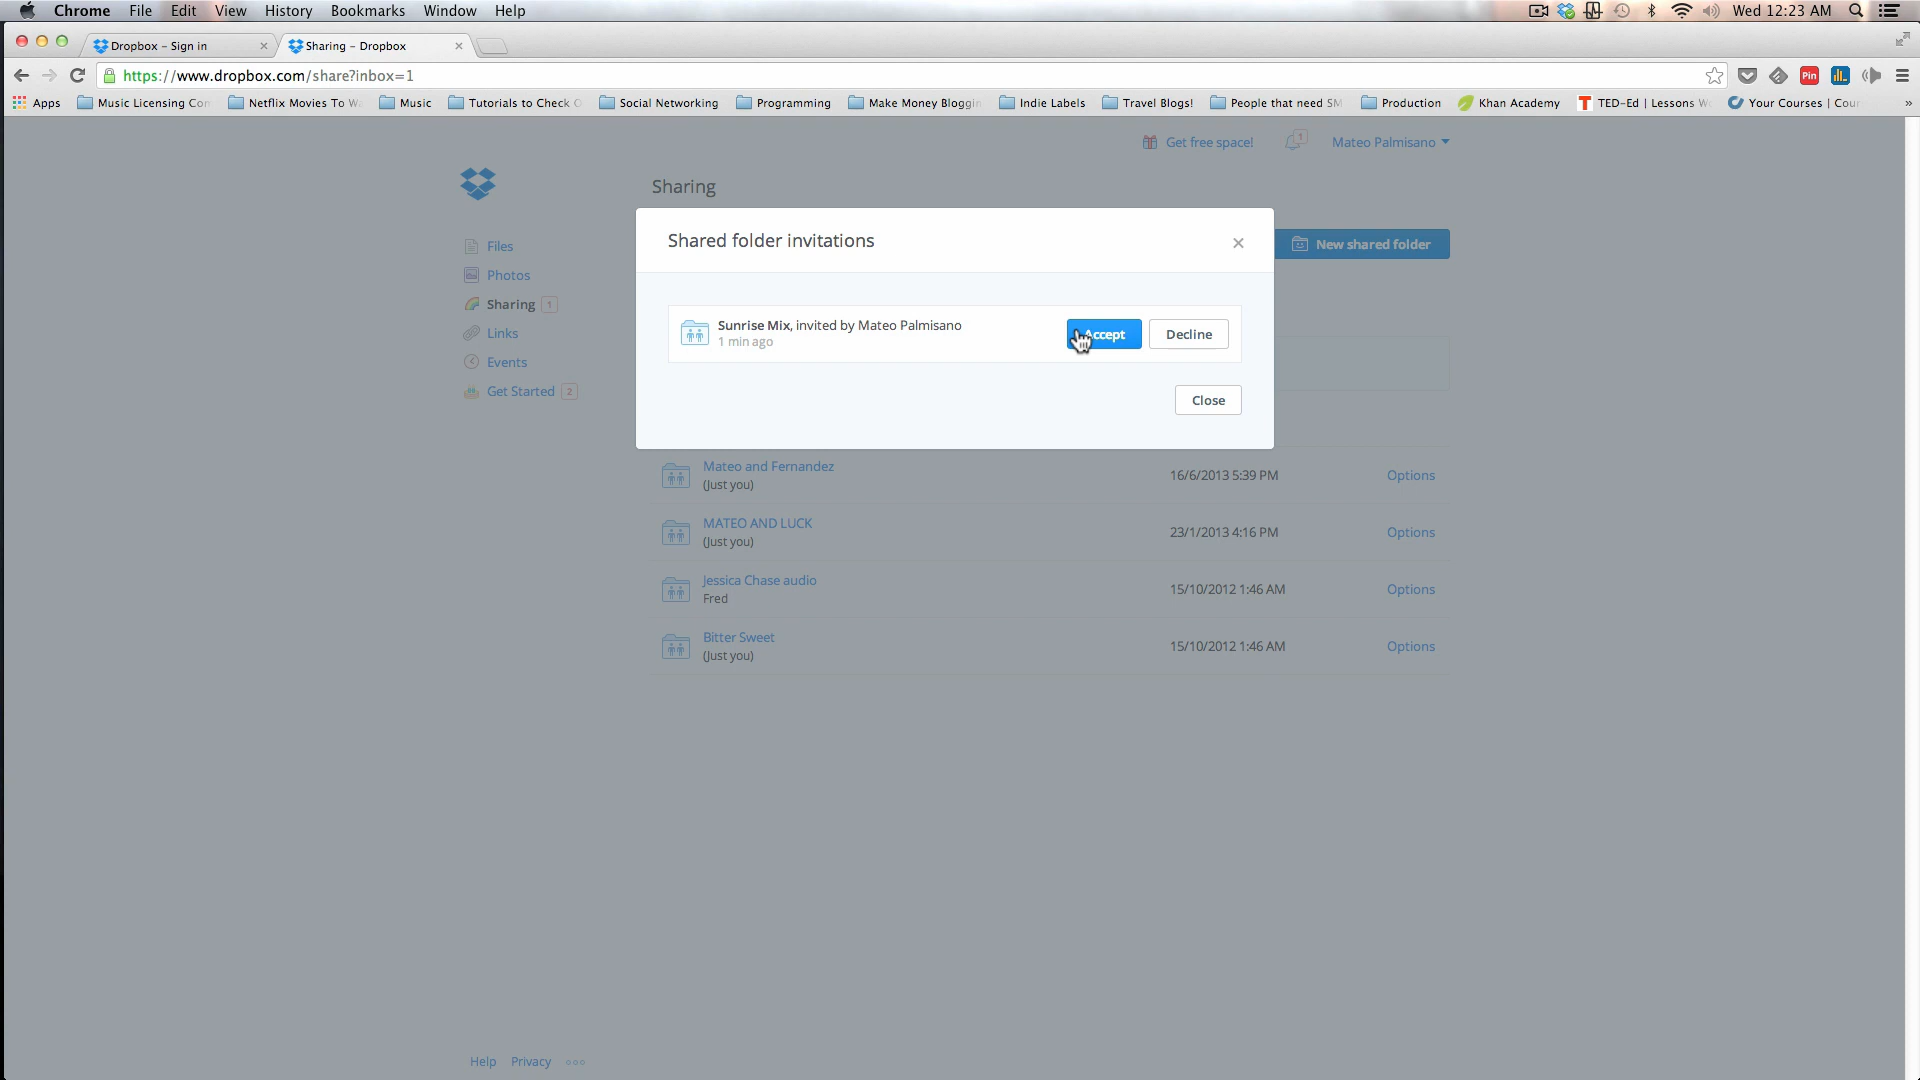 Chrome File Edit View History Bookmarks Window Help Wed 12:23 AM
Dropbox - Sign in Sharing - Dropbox
https://www.dropbox.com/share?inbox=1 Pin
Apps Music Licensing Con Netflix Movies To W Music Tutorials to Check Social Networking Programming Make Money Bloggin Indie Labels Travel Blogs! People that need SM Production Khan Academy TED-Ed | Lessons W Your Courses | Cour »
Get free space! 1 Mateo Palmisano
Sharing
Shared folder invitations
Files
New shared folder
Photos
Sharing 1
Links
Events
Get Started 2
Sunrise Mix, invited by Mateo Palmisano
1 min ago
Accept Decline
Close
Mateo and Fernandez
(Just you)
16/6/2013 5:39 PM Options
MATEO AND LUCK
(Just you)
23/1/2013 4:16 PM Options
Jessica Chase audio
Fred
15/10/2012 1:46 AM Options
Bitter Sweet
(Just you)
15/10/2012 1:46 AM Options
Help Privacy